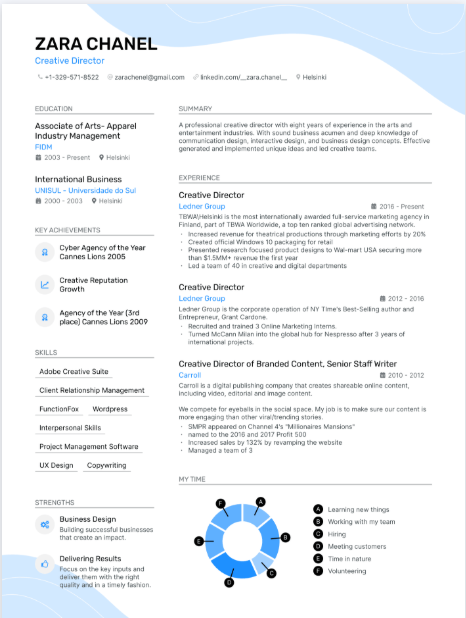 ZARA CHANEL
Creative Director
+1-329-571-8522 zarachenel@gmail.com linkedin.com/__zara.chanel__ Helsinki
EDUCATION
Associate of Arts- Apparel
Industry Management
FIDM
2003 - Present Helsinki
International Business
UNISUL - Universidade do Sul
2000 - 2003 Helsinki
KEY ACHIEVEMENTS
Cyber Agency of the Year
Cannes Lions 2005
Creative Reputation
Growth
Agency of the Year (3rd
place) Cannes Lions 2009
SKILLS
Adobe Creative Suite
Client Relationship Management
FunctionFox Wordpress
Interpersonal Skills
Project Management Software
UX Design Copywriting
STRENGTHS
Business Design
Building successful businesses
that create an impact.
Delivering Results
Focus on the key inputs and
deliver them with the right
quality and in a timely fashion.
SUMMARY
A professional creative director with eight years of experience in the arts and
entertainment industries. With sound business acumen and deep knowledge of
communication design, interactive design, and business design concepts. Effective
generated and implemented unique ideas and led creative teams.
EXPERIENCE
Creative Director
Ledner Group 2016 - Present
TBWA\Helsinki is the most internationally awarded full-service marketing agency in
Finland, part of TBWA Worldwide, a top ten ranked global advertising network.
· Increased revenue for theatrical productions through marketing efforts by 20%
· Created official Windows 10 packaging for retail
· Presented research focused product designs to Wal-mart USA securing more
than $1.5MM+ revenue the first year
· Led a team of 40 in creative and digital departments
Creative Director
Ledner Group 2012 - 2016
Ledner Group is the corporate operation of NY Time's Best-Selling author and
Entrepreneur, Grant Cardone.
· Recruited and trained 3 Online Marketing Interns.
· Turned McCann Milan into the global hub for Nespresso after 3 years of
international projects.
Creative Director of Branded Content, Senior Staff Writer
Carroll 2010 - 2012
Carroll is a digital publishing company that creates shareable online content,
including video, editorial and image content.
We compete for eyeballs in the social space. My job is to make sure our content is
more engaging than other viral/trending stories.
· SMPR appeared on Channel 4's "Millionaires Mansions"
· named to the 2016 and 2017 Profit 500
· Increased sales by 132% by revamping the website
· Managed a team of 3
MY TIME
F A
E B
D C
A Learning new things
B Working with my team
C Hiring
D Meeting customers
E Time in nature
F Volunteering